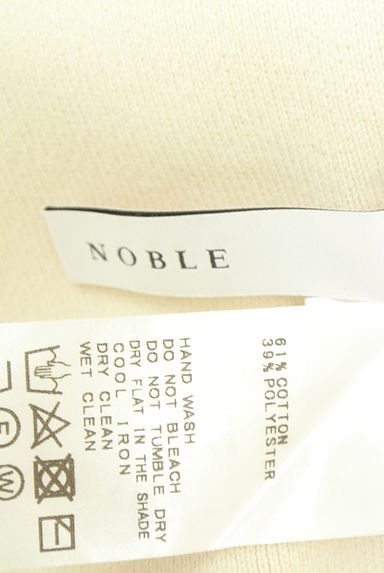 NOBLE
61% COTTON
39% POLYESTER
HAND WASH
DO NOT BLEACH
DO NOT TUMBLE DRY
DRY FLAT IN THE SHADE
COOL IRON
DRY CLEAN
WET CLEAN
F
W